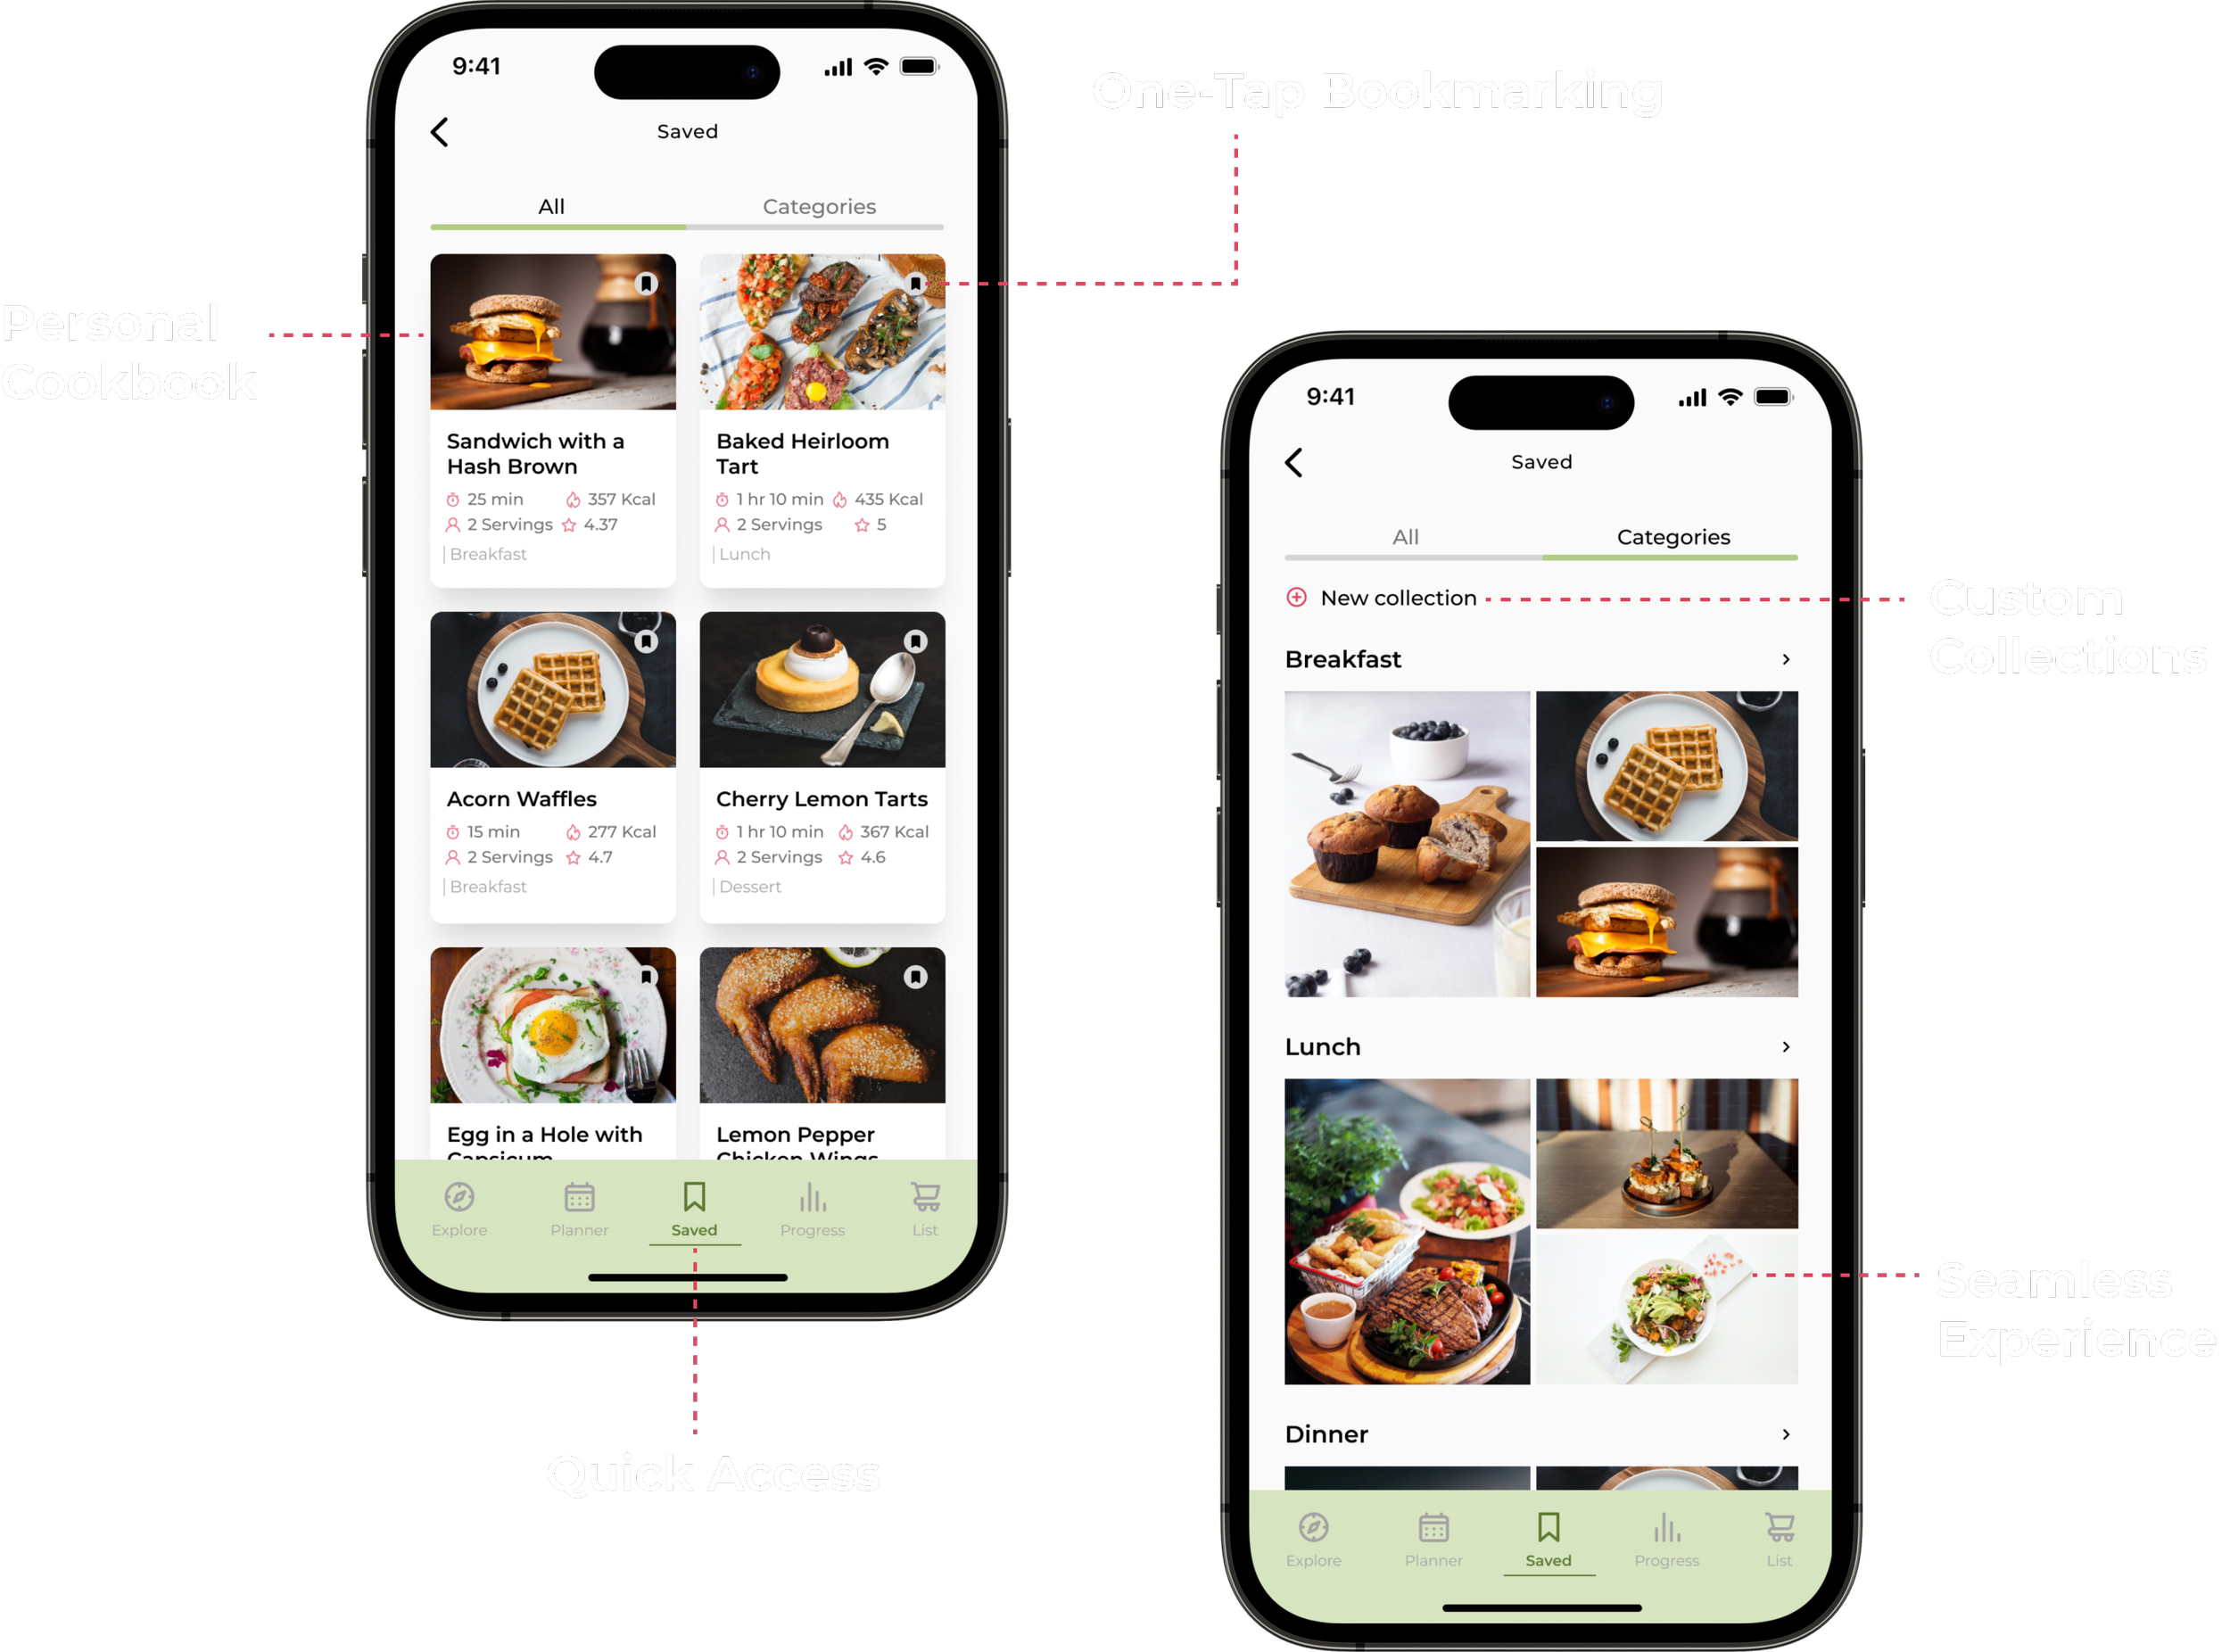 One-Tap Bookmarking
Personal
Cookbook
9:41
Saved
All
Categories
Sandwich with a
Hash Brown
25 min
357 Kcal
2 Servings
4.37
Breakfast
Baked Heirloom
Tart
1 hr 10 min
435 Kcal
2 Servings
5
Lunch
Acorn Waffles
15 min
277 Kcal
2 Servings
4.7
Breakfast
Cherry Lemon Tarts
1 hr 10 min
367 Kcal
2 Servings
4.6
Dessert
Egg in a Hole with
Capsicum
Lemon Pepper
Chicken Wings
Explore
Planner
Saved
Progress
List
Quick Access
9:41
Saved
All
Categories
New collection
Custom
Collections
Breakfast
Lunch
Seamless
Experience
Dinner
Explore
Planner
Saved
Progress
List